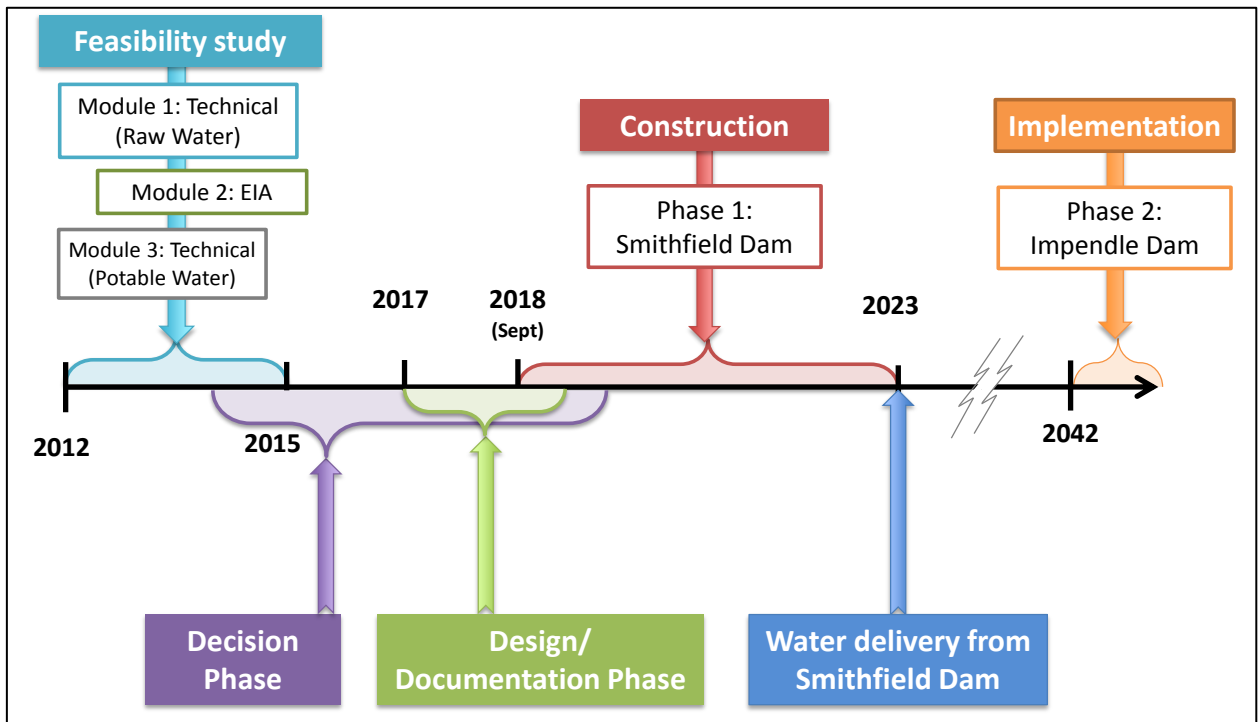 Feasibility study
Module 1: Technical
(Raw Water)
Module 2: EIA
Module 3: Technical
(Potable Water)
Construction
Phase 1:
Smithfield Dam
Implementation
Phase 2:
Impendle Dam
2017
2018
(Sept)
2023
2012
2015
2042
Decision
Phase
Design/
Documentation Phase
Water delivery from
Smithfield Dam